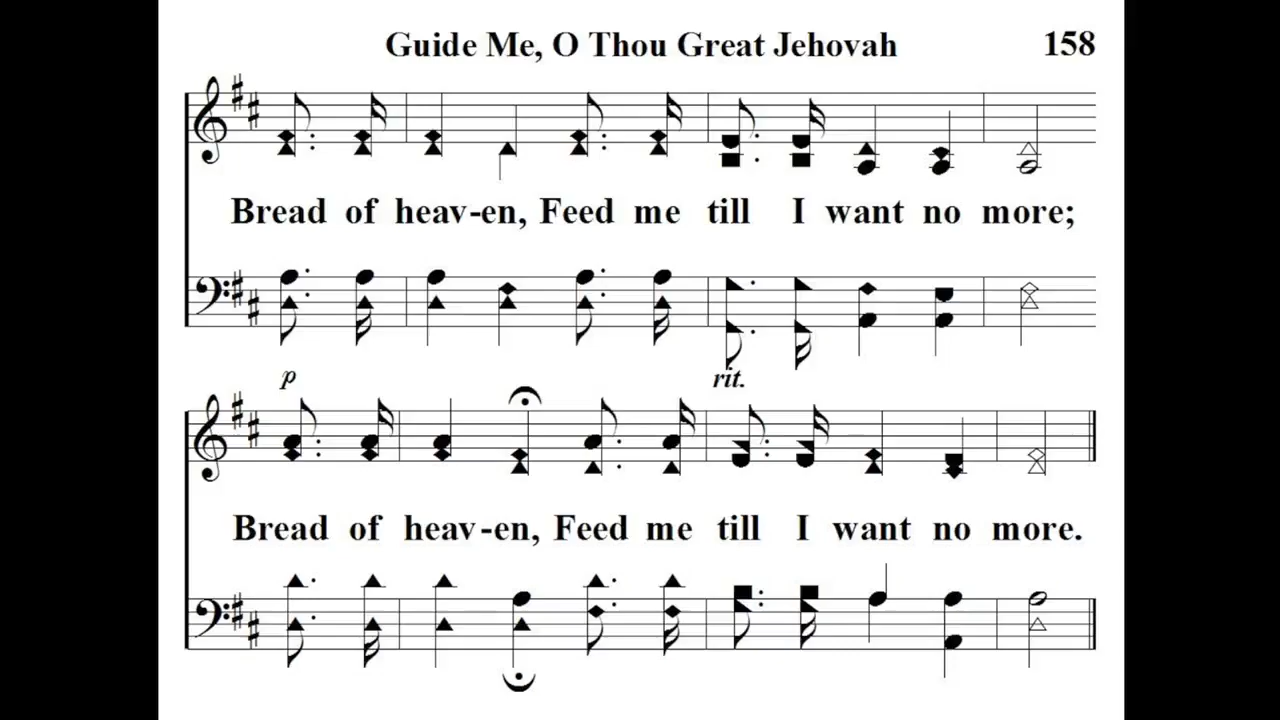 Guide Me, O Thou Great Jehovah 158
Bread of heav-en, Feed me till I want no more;
p rit.
Bread of heav-en, Feed me till I want no more.